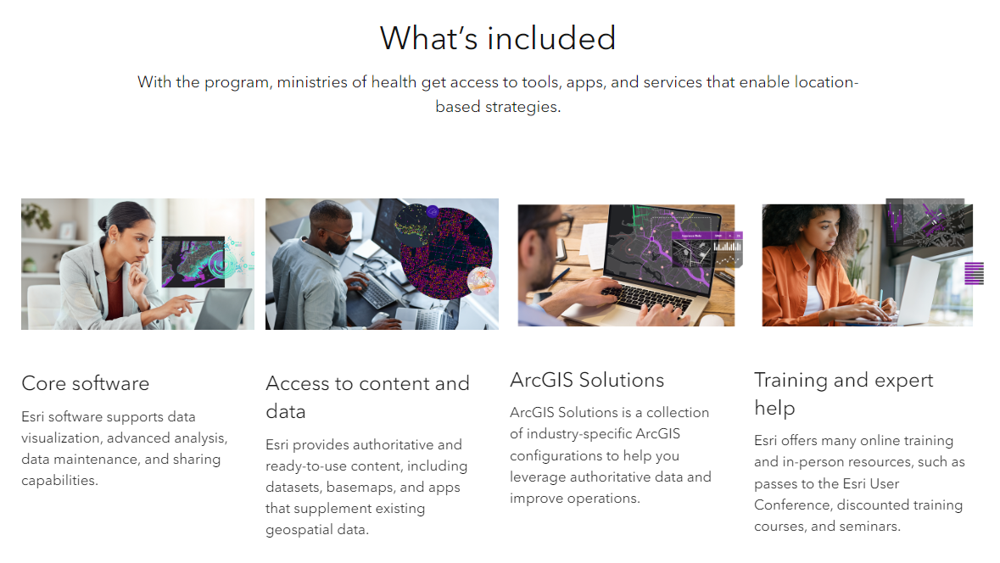 What's included
With the program, ministries of health get access to tools, apps, and services that enable location-
based strategies.
Core software
Esri software supports data
visualization, advanced analysis,
data maintenance, and sharing
capabilities.
Access to content and
data
Esri provides authoritative and
ready-to-use content, including
datasets, basemaps, and apps
that supplement existing
geospatial data.
ArcGIS Solutions
ArcGIS Solutions is a collection
of industry-specific ArcGIS
configurations to help you
leverage authoritative data and
improve operations.
Training and expert
help
Esri offers many online training
and in-person resources, such as
passes to the Esri User
Conference, discounted training
courses, and seminars.